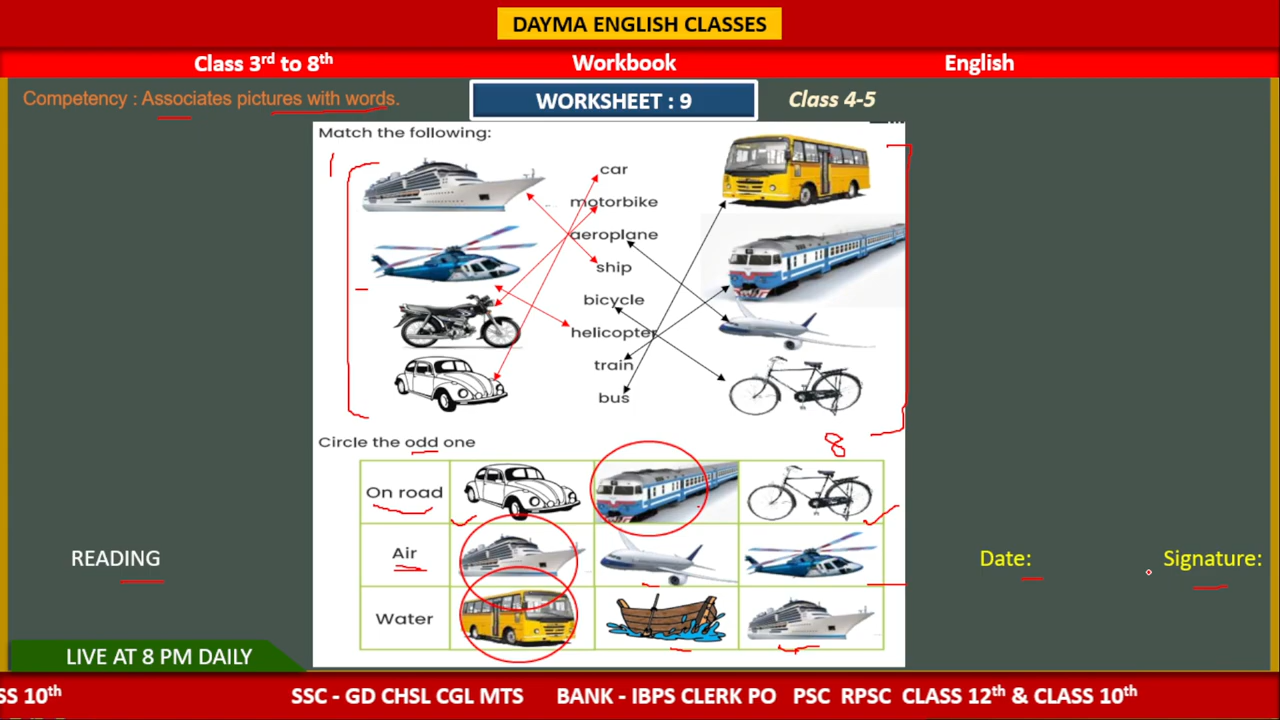 DAYMA ENGLISH CLASSES
Class 3rd to 8th Workbook English
Competency : Associates pictures with words.
WORKSHEET : 9
Class 4-5
Match the following:
car
motorbike
aeroplane
ship
bicycle
helicopter
train
bus
8
Circle the odd one
On road
Air
Water
READING
Date:
Signature:
LIVE AT 8 PM DAILY
SS 10th SSC - GD CHSL CGL MTS BANK - IBPS CLERK PO PSC RPSC CLASS 12th & CLASS 10th